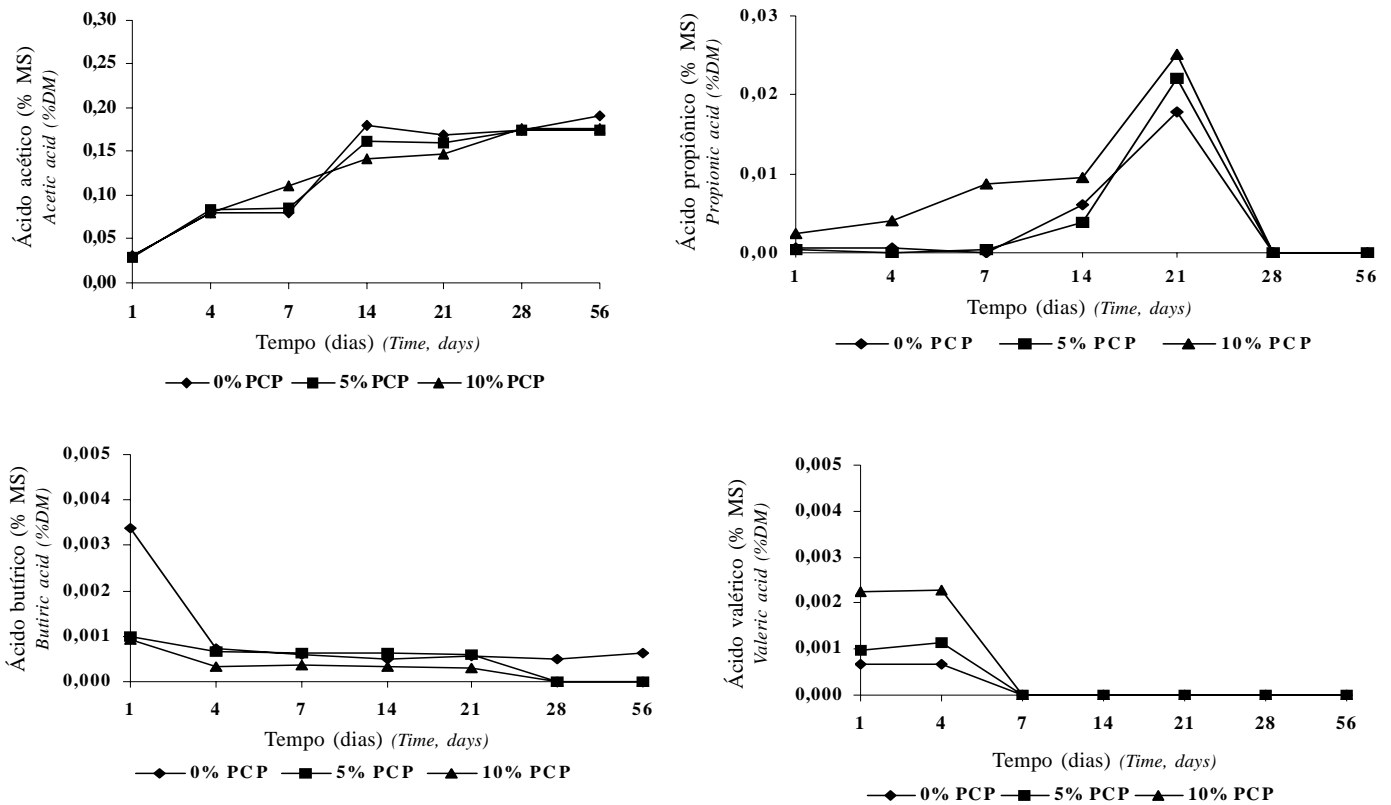 Ácido acético (% MS)
Acetic acid (%DM)
0,30
0,25
0,20
0,15
0,10
0,05
0,00
1 4 7 14 21 28 56
Tempo (dias) (Time, days)
0% PCP 5% PCP 10% PCP
Ácido propiônico (% MS)
Propionic acid (%DM)
0,03
0,02
0,01
0,00
1 4 7 14 21 28 56
Tempo (dias) (Time, days)
0% PCP 5% PCP 10% PCP
Ácido butírico (% MS)
Butiric acid (%DM)
0,005
0,004
0,003
0,002
0,001
0,000
1 4 7 14 21 28 56
Tempo (dias) (Time, days)
0% PCP 5% PCP 10% PCP
Ácido valérico (% MS)
Valeric acid (%DM)
0,005
0,004
0,003
0,002
0,001
0,000
1 4 7 14 21 28 56
Tempo (dias) (Time, days)
0% PCP 5% PCP 10% PCP